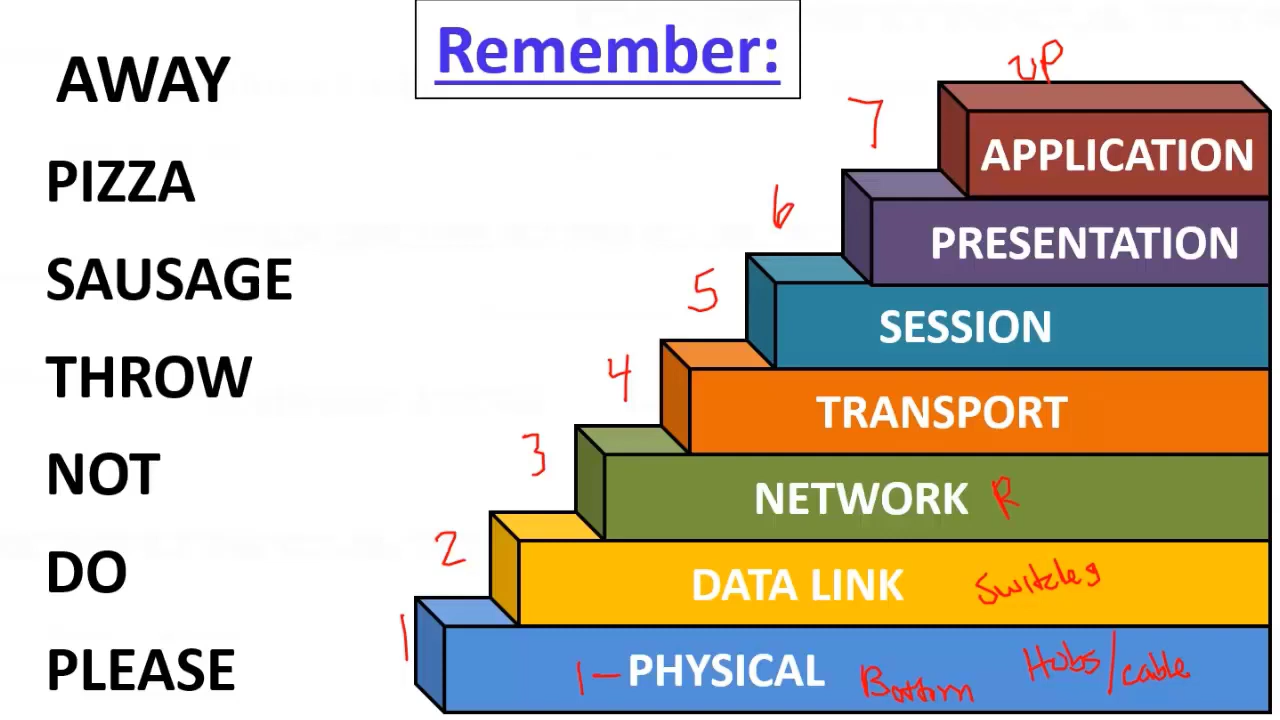 Remember:
AWAY
PIZZA
SAUSAGE
THROW
NOT
DO
PLEASE
up
7 APPLICATION
6 PRESENTATION
5 SESSION
4 TRANSPORT
3 NETWORK R
2 DATA LINK Switches
1 1-PHYSICAL Bottom Hubs/cable